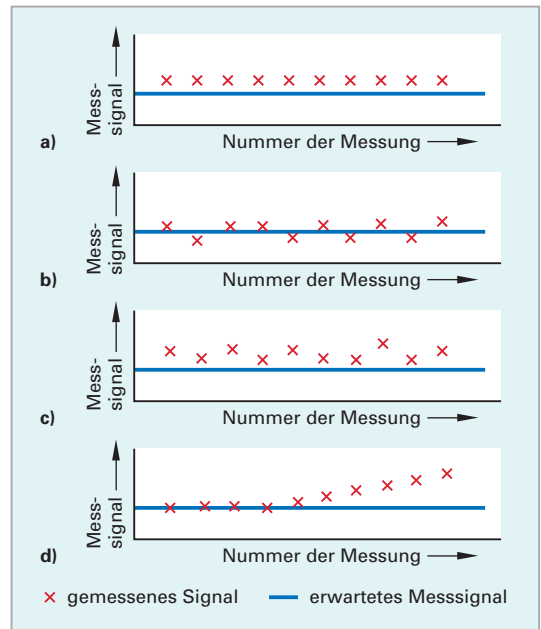 Mess-
signal
a)
Nummer der Messung
Mess-
signal
b)
Nummer der Messung
Mess-
signal
c)
Nummer der Messung
Mess-
signal
d)
Nummer der Messung
gemessenes Signal
erwartetes Messignal